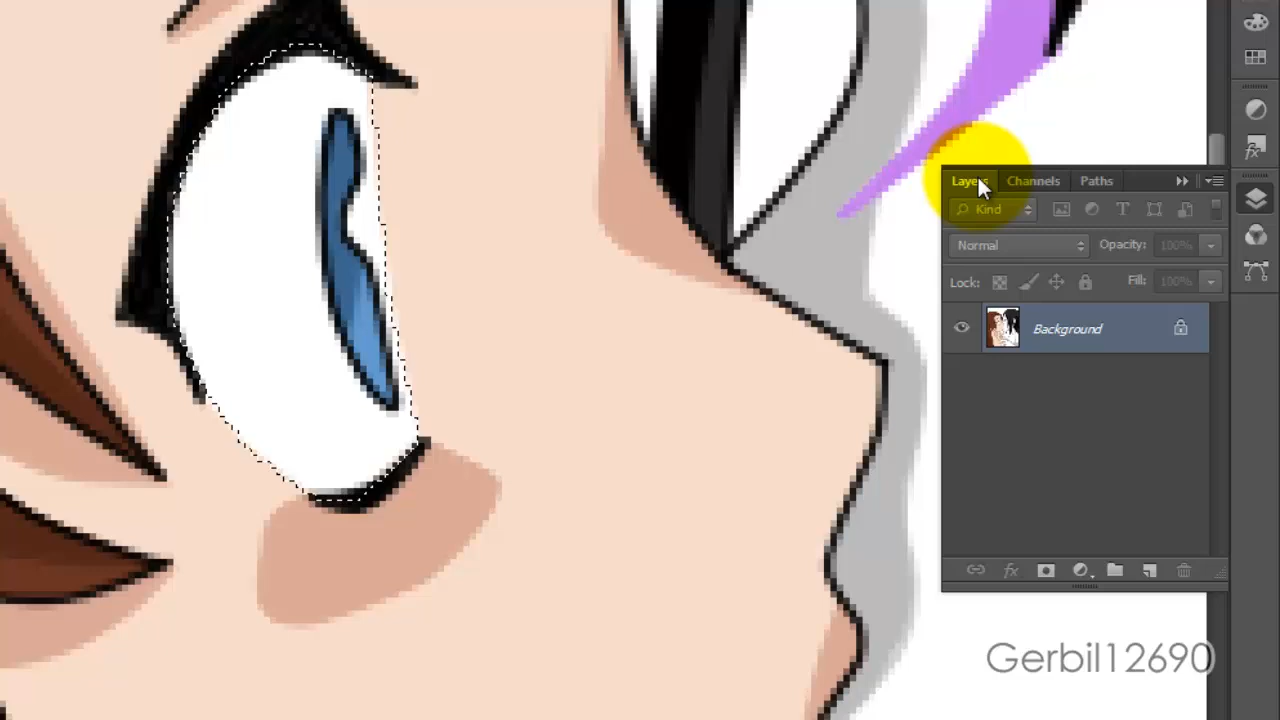 Layers Channels Paths
Kind
Normal Opacity: 100%
Lock: Fill: 100%
Background
Gerbil12690